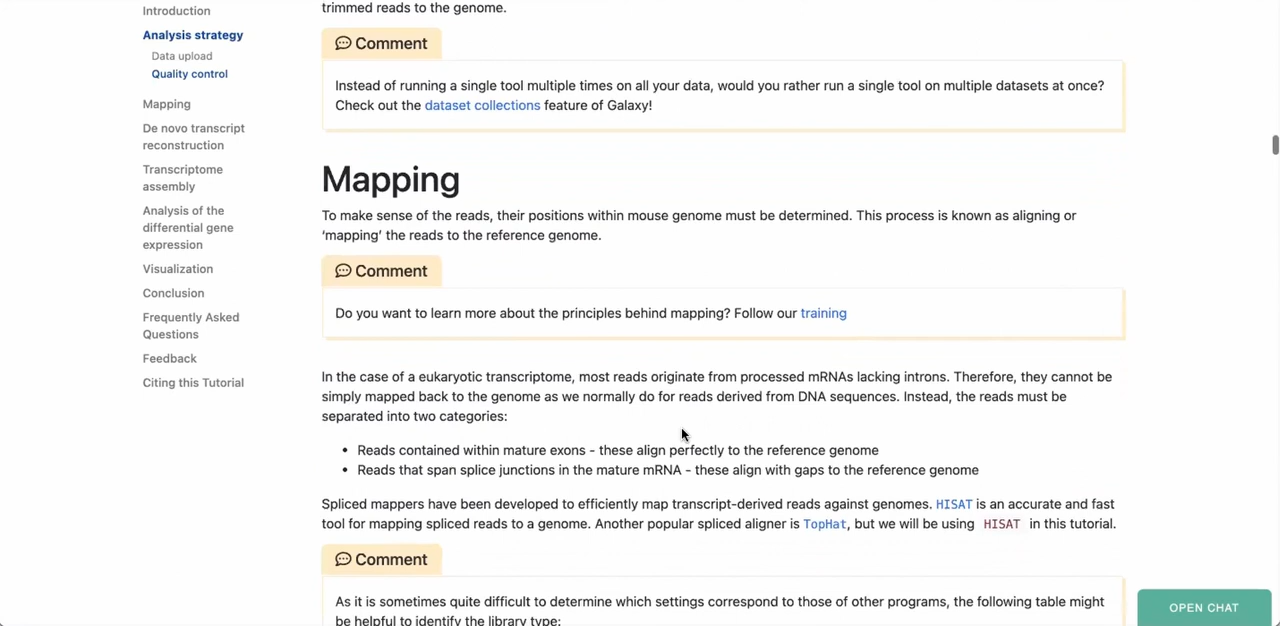 Introduction
Analysis strategy
Data upload
Quality control
Mapping
De novo transcript
reconstruction
Transcriptome
assembly
Analysis of the
differential gene
expression
Visualization
Conclusion
Frequently Asked
Questions
Feedback
Citing this Tutorial
trimmed reads to the genome.
Comment
Instead of running a single tool multiple times on all your data, would you rather run a single tool on multiple datasets at once?
Check out the dataset collections feature of Galaxy!
Mapping
To make sense of the reads, their positions within mouse genome must be determined. This process is known as aligning or
‘mapping’ the reads to the reference genome.
Comment
Do you want to learn more about the principles behind mapping? Follow our training
In the case of a eukaryotic transcriptome, most reads originate from processed mRNAs lacking introns. Therefore, they cannot be
simply mapped back to the genome as we normally do for reads derived from DNA sequences. Instead, the reads must be
separated into two categories:
• Reads contained within mature exons - these align perfectly to the reference genome
• Reads that span splice junctions in the mature mRNA - these align with gaps to the reference genome
Spliced mappers have been developed to efficiently map transcript-derived reads against genomes. HISAT is an accurate and fast
tool for mapping spliced reads to a genome. Another popular spliced aligner is TopHat, but we will be using HISAT in this tutorial.
Comment
As it is sometimes quite difficult to determine which settings correspond to those of other programs, the following table might
be helpful to identify the library type:
OPEN CHAT